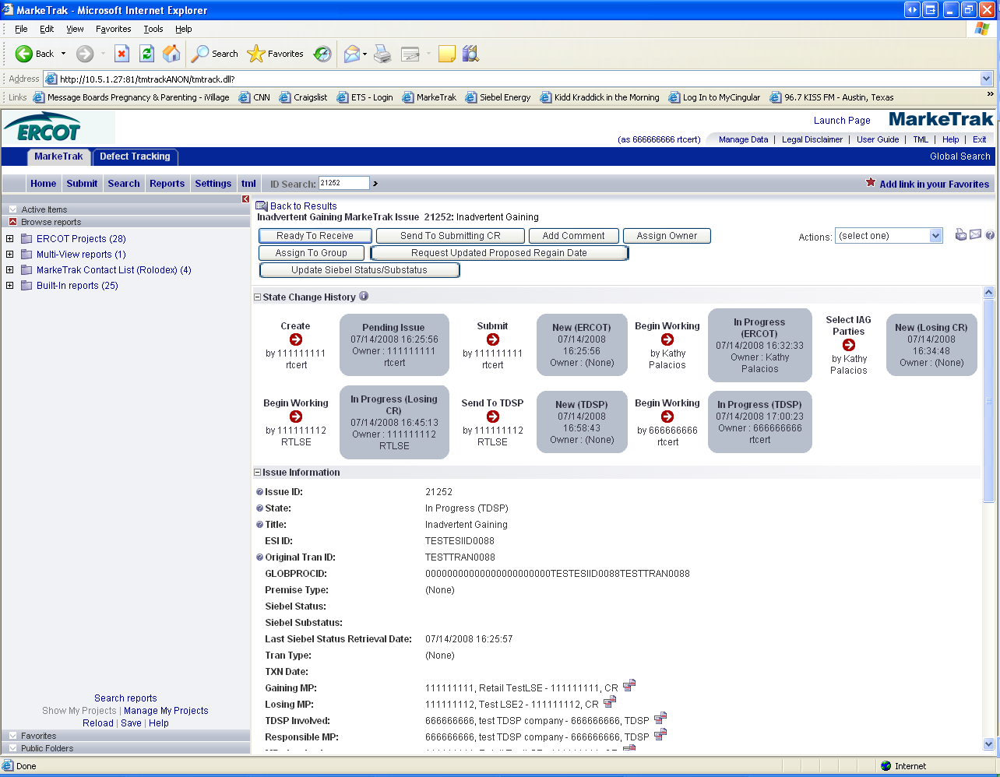 MarkeTrak - Microsoft Internet Explorer
File Edit View Favorites Tools Help
Back Search Favorites
Address http://10.5.1.27:81/tmtrackANON/tmtrack.dll?
Links Message Boards Pregnancy & Parenting - iVillage CNN Craigslist ETS - Login MarkeTrak Siebel Energy Kidd Kraddick in the Morning Log In to MyCingular 96.7 KISS FM - Austin, Texas »
ERCOT
Launch Page MarkeTrak
(as 666666666 rtcert) Manage Data | Legal Disclaimer | User Guide | TML | Help | Exit
MarkeTrak Defect Tracking Global Search
Home Submit Search Reports Settings tml ID Search: 21252 Add link in your Favorites
Active Items
Browse reports
ERCOT Projects (28)
Multi-View reports (1)
MarkeTrak Contact List (Rolodex) (4)
Built-In reports (25)
Search reports
Show My Projects | Manage My Projects
Reload | Save | Help
Favorites
Public Folders
Back to Results
Inadvertent Gaining MarkeTrak Issue 21252: Inadvertent Gaining
Ready To Receive Send To Submitting CR Add Comment Assign Owner
Assign To Group Request Updated Proposed Regain Date
Update Siebel Status/Substatus
Actions: (select one)
State Change History
Create
by 111111111
rtcert
Pending Issue
07/14/2008 16:25:56
Owner : 111111111
rtcert
Submit
by 111111111
rtcert
New (ERCOT)
07/14/2008
16:25:56
Owner : (None)
Begin Working
by Kathy
Palacios
In Progress
(ERCOT)
07/14/2008 16:32:33
Owner : Kathy
Palacios
Select IAG
Parties
by Kathy
Palacios
New (Losing CR)
07/14/2008
16:34:48
Owner : (None)
Begin Working
by 111111112
RTLSE
In Progress (Losing
CR)
07/14/2008 16:45:13
Owner : 111111112
RTLSE
Send To TDSP
by 111111112
RTLSE
New (TDSP)
07/14/2008
16:58:43
Owner : (None)
Begin Working
by 666666666
rtcert
In Progress (TDSP)
07/14/2008 17:00:23
Owner : 666666666
rtcert
Issue Information
Issue ID: 21252
State: In Progress (TDSP)
Title: Inadvertent Gaining
ESI ID: TESTESIID0088
Original Tran ID: TESTTRAN0088
GLOBPROCID: 00000000000000000000000TESTESIID0088TESTTRAN0088
Premise Type: (None)
Siebel Status:
Siebel Substatus:
Last Siebel Status Retrieval Date: 07/14/2008 16:25:57
Tran Type: (None)
TXN Date:
Gaining MP: 111111111, Retail TestLSE - 111111111, CR
Losing MP: 111111112, Test LSE2 - 111111112, CR
TDSP Involved: 666666666, test TDSP company - 666666666, TDSP
Responsible MP: 666666666, test TDSP company - 666666666, TDSP
Done Internet